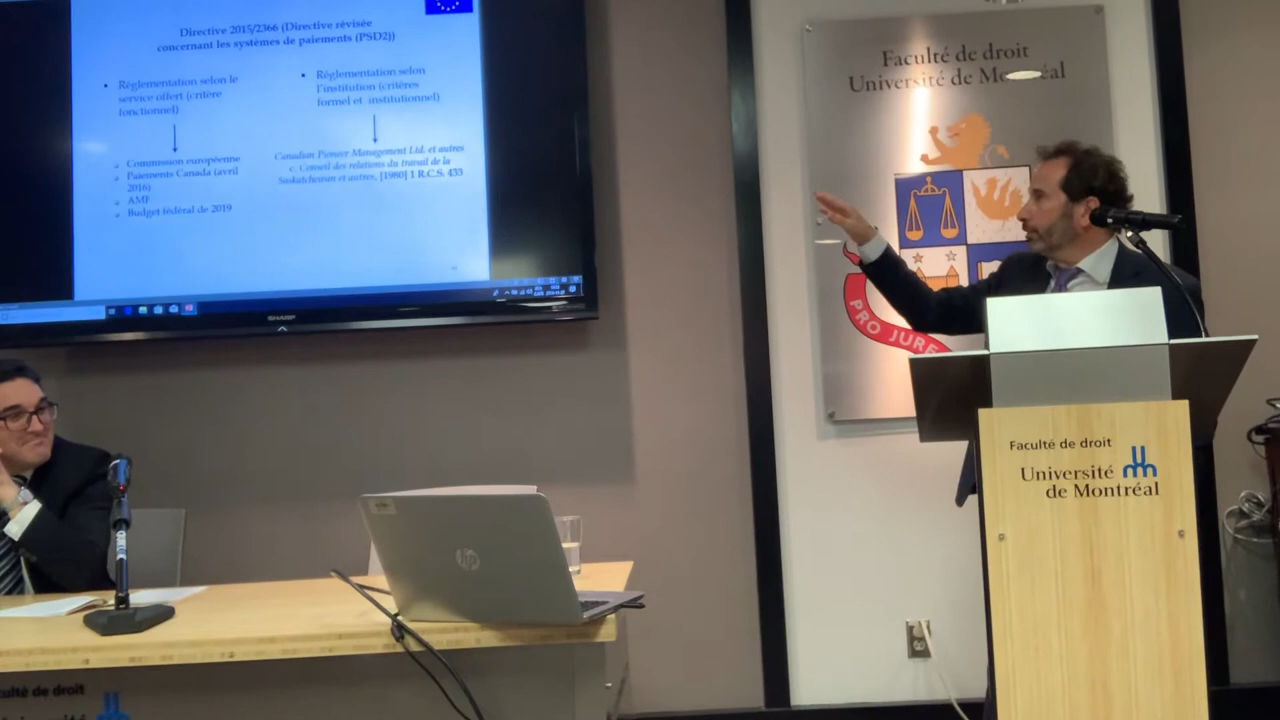 Directive 2015/2366 (Directive révisée
concernant les systèmes de paiements (PSD2))
• Réglementation selon le
service offert (critère
fonctionnel)
Commission européenne
Paiements Canada (avril
2016)
AMF
Budget fédéral de 2019
• Réglementation selon
l'institution (critères
formel et institutionnel)
Canadian Pioneer Management Ltd. et autres
c. Conseil des relations du travail de la
Saskatchewan et autres, [1980] 1 R.C.S. 433
SHARP
Faculté de droit
Université de Montréal
PRO JURE
hp
Faculté de droit
Université
de Montréal
culté de droit